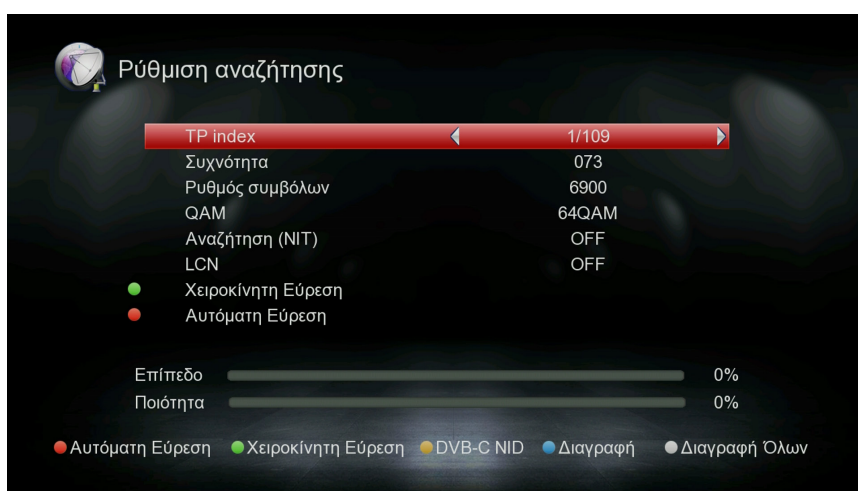 Ρύθμιση αναζήτησης
TP index 1/109
Συχνότητα 073
Ρυθμός συμβόλων 6900
QAM 64QAM
Αναζήτηση (NIT) OFF
LCN OFF
Χειροκίνητη Εύρεση
Αυτόματη Εύρεση
Επίπεδο 0%
Ποιότητα 0%
Αυτόματη Εύρεση Χειροκίνητη Εύρεση DVB-C NID Διαγραφή Διαγραφή Όλων